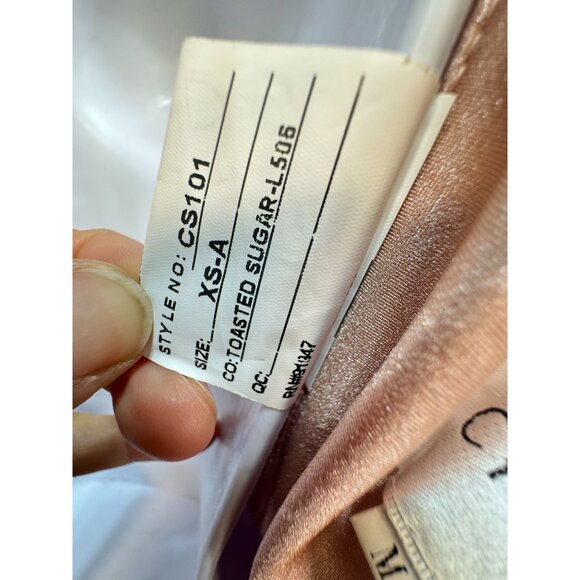 STYLE NO: CS101
SIZE: XS-A
CO: TOASTED SUGAR-L506
QC:
M